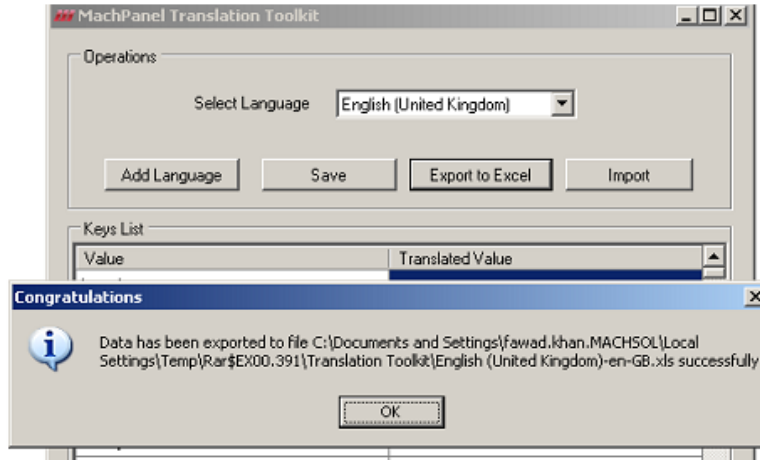 MachPanel Translation Toolkit
Operations
Select Language English (United Kingdom)
Add Language Save Export to Excel Import
Keys List
Value Translated Value
Congratulations
Data has been exported to file C:\Documents and Settings\fawad.khan.MACHSOL\Local
Settings\Temp\Rar$EX00.391\Translation Toolkit\English (United Kingdom)-en-GB.xls successfully
OK